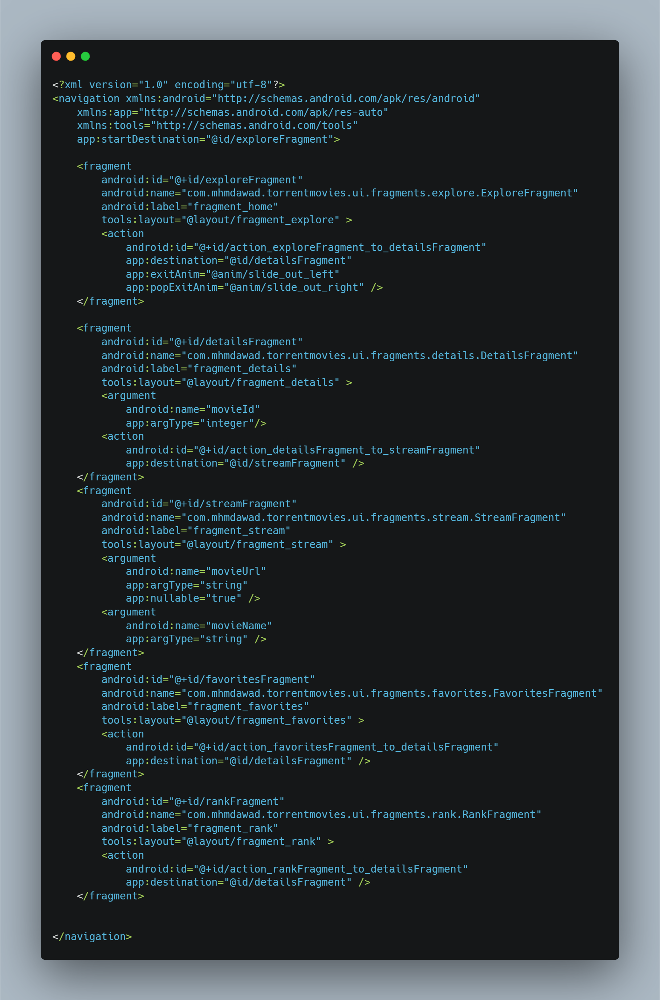 <?xml version="1.0" encoding="utf-8"?>
<navigation xmlns:android="http://schemas.android.com/apk/res/android"
    xmlns:app="http://schemas.android.com/apk/res-auto"
    xmlns:tools="http://schemas.android.com/tools"
    app:startDestination="@id/exploreFragment">

    <fragment
        android:id="@+id/exploreFragment"
        android:name="com.mhmdawad.torrentmovies.ui.fragments.explore.ExploreFragment"
        android:label="fragment_home"
        tools:layout="@layout/fragment_explore" >
        <action
            android:id="@+id/action_exploreFragment_to_detailsFragment"
            app:destination="@id/detailsFragment"
            app:exitAnim="@anim/slide_out_left"
            app:popExitAnim="@anim/slide_out_right" />
    </fragment>

    <fragment
        android:id="@+id/detailsFragment"
        android:name="com.mhmdawad.torrentmovies.ui.fragments.details.DetailsFragment"
        android:label="fragment_details"
        tools:layout="@layout/fragment_details" >
        <argument
            android:name="movieId"
            app:argType="integer"/>
        <action
            android:id="@+id/action_detailsFragment_to_streamFragment"
            app:destination="@id/streamFragment" />
    </fragment>
    <fragment
        android:id="@+id/streamFragment"
        android:name="com.mhmdawad.torrentmovies.ui.fragments.stream.StreamFragment"
        android:label="fragment_stream"
        tools:layout="@layout/fragment_stream" >
        <argument
            android:name="movieUrl"
            app:argType="string"
            app:nullable="true" />
        <argument
            android:name="movieName"
            app:argType="string" />
    </fragment>
    <fragment
        android:id="@+id/favoritesFragment"
        android:name="com.mhmdawad.torrentmovies.ui.fragments.favorites.FavoritesFragment"
        android:label="fragment_favorites"
        tools:layout="@layout/fragment_favorites" >
        <action
            android:id="@+id/action_favoritesFragment_to_detailsFragment"
            app:destination="@id/detailsFragment" />
    </fragment>
    <fragment
        android:id="@+id/rankFragment"
        android:name="com.mhmdawad.torrentmovies.ui.fragments.rank.RankFragment"
        android:label="fragment_rank"
        tools:layout="@layout/fragment_rank" >
        <action
            android:id="@+id/action_rankFragment_to_detailsFragment"
            app:destination="@id/detailsFragment" />
    </fragment>


</navigation>